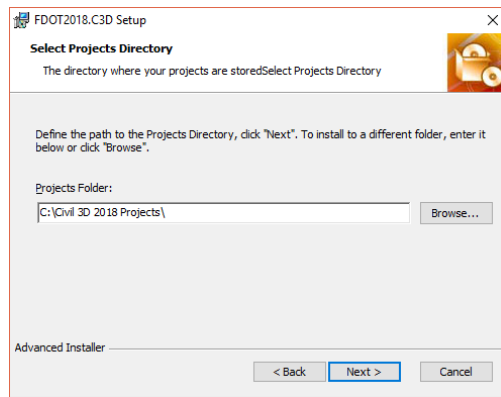 FDOT2018.C3D Setup
Select Projects Directory
The directory where your projects are storedSelect Projects Directory
Define the path to the Projects Directory, click "Next". To install to a different folder, enter it
below or click "Browse".
Projects Folder:
C:\Civil 3D 2018 Projects\
Browse...
Advanced Installer
< Back
Next >
Cancel